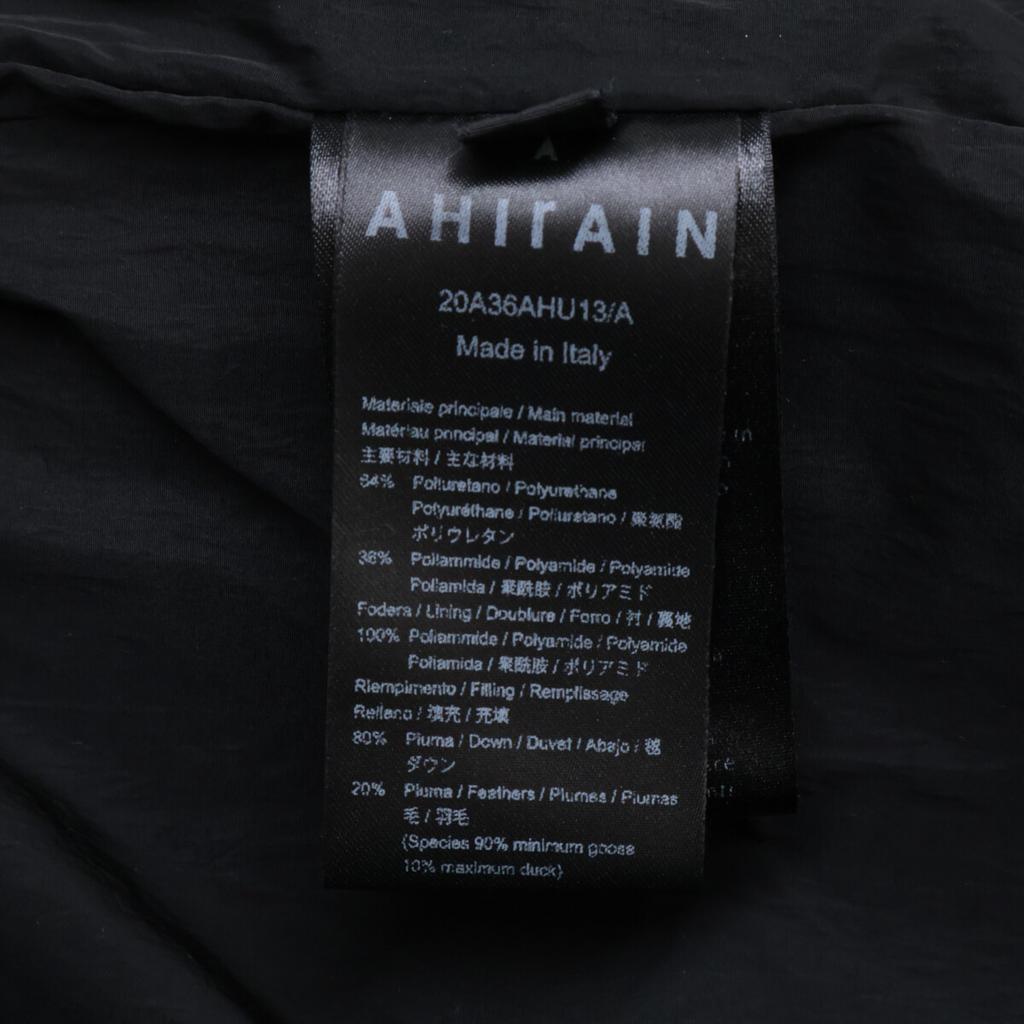 A
AHIrAIN
20A36AHU13/A
Made in Italy
Materiale principale / Main material
Matériau principal / Material principal
主要材料 / 主な材料
64% Poliuretano / Polyurethane
Polyuréthane / Poliuretano / 聚氨酯
ポリウレタン
36% Poliammide / Polyamide / Polyamide
Poliamida / 聚酰胺 / ポリアミド
Fodera / Lining / Doublure / Forro / 衬 / 裏地
100% Poliammide / Polyamide / Polyamide
Poliamida / 聚酰胺 / ポリアミド
Riempimento / Filling / Remplissage
Relleno / 填充 / 充填
80% Piuma / Down / Duvet / Abajo /
ダウン
20% Piuma / Feathers / Plumes / Plumas
毛 / 羽毛
(Species 90% minimum goose
10% maximum duck)